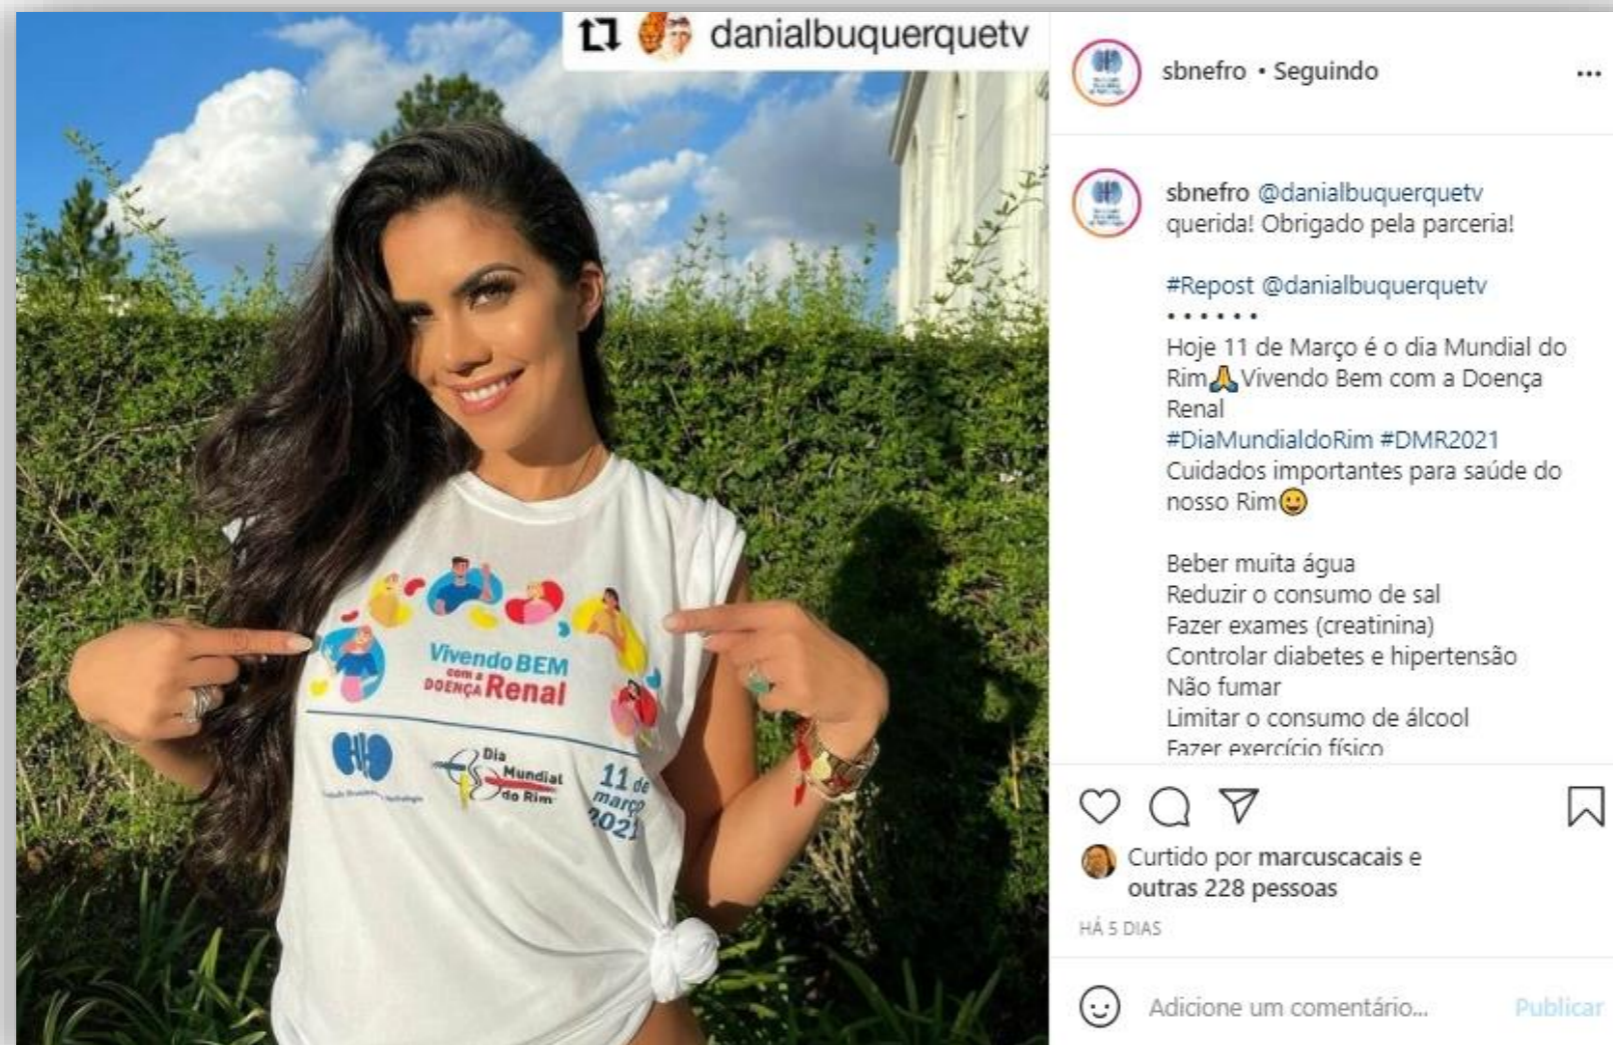 danialbuquerquetv
sbnefro • Seguindo
sbnefro @danialbuquerquetv
querida! Obrigado pela parceria!
#Repost @danialbuquerquetv
• • • • • •
Hoje 11 de Março é o dia Mundial do
Rim🙏Vivendo Bem com a Doença
Renal
#DiaMundialdoRim #DMR2021
Cuidados importantes para saúde do
nosso Rim😀
Beber muita água
Reduzir o consumo de sal
Fazer exames (creatinina)
Controlar diabetes e hipertensão
Não fumar
Limitar o consumo de álcool
Fazer exercício físico
Curtido por marcuscacais e
outras 228 pessoas
HÁ 5 DIAS
Adicione um comentário... Publicar
Vivendo BEM
com a
DOENÇA Renal
Dia
Mundial
do Rim
11 de
março
2021